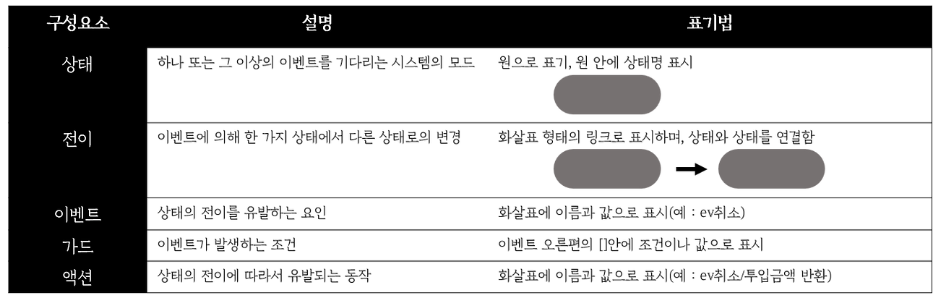 구성요소 설명 표기법
상태 하나 또는 그 이상의 이벤트를 기다리는 시스템의 모드 원으로 표기, 원 안에 상태명 표시
전이 이벤트에 의해 한 가지 상태에서 다른 상태로의 변경 화살표 형태의 링크로 표시하며, 상태와 상태를 연결함
이벤트 상태의 전이를 유발하는 요인 화살표에 이름과 값으로 표시(예 : ev취소)
가드 이벤트가 발생하는 조건 이벤트 오른편의 []안에 조건이나 값으로 표시
액션 상태의 전이에 따라서 유발되는 동작 화살표에 이름과 값으로 표시(예 : ev취소/투입금액 반환)